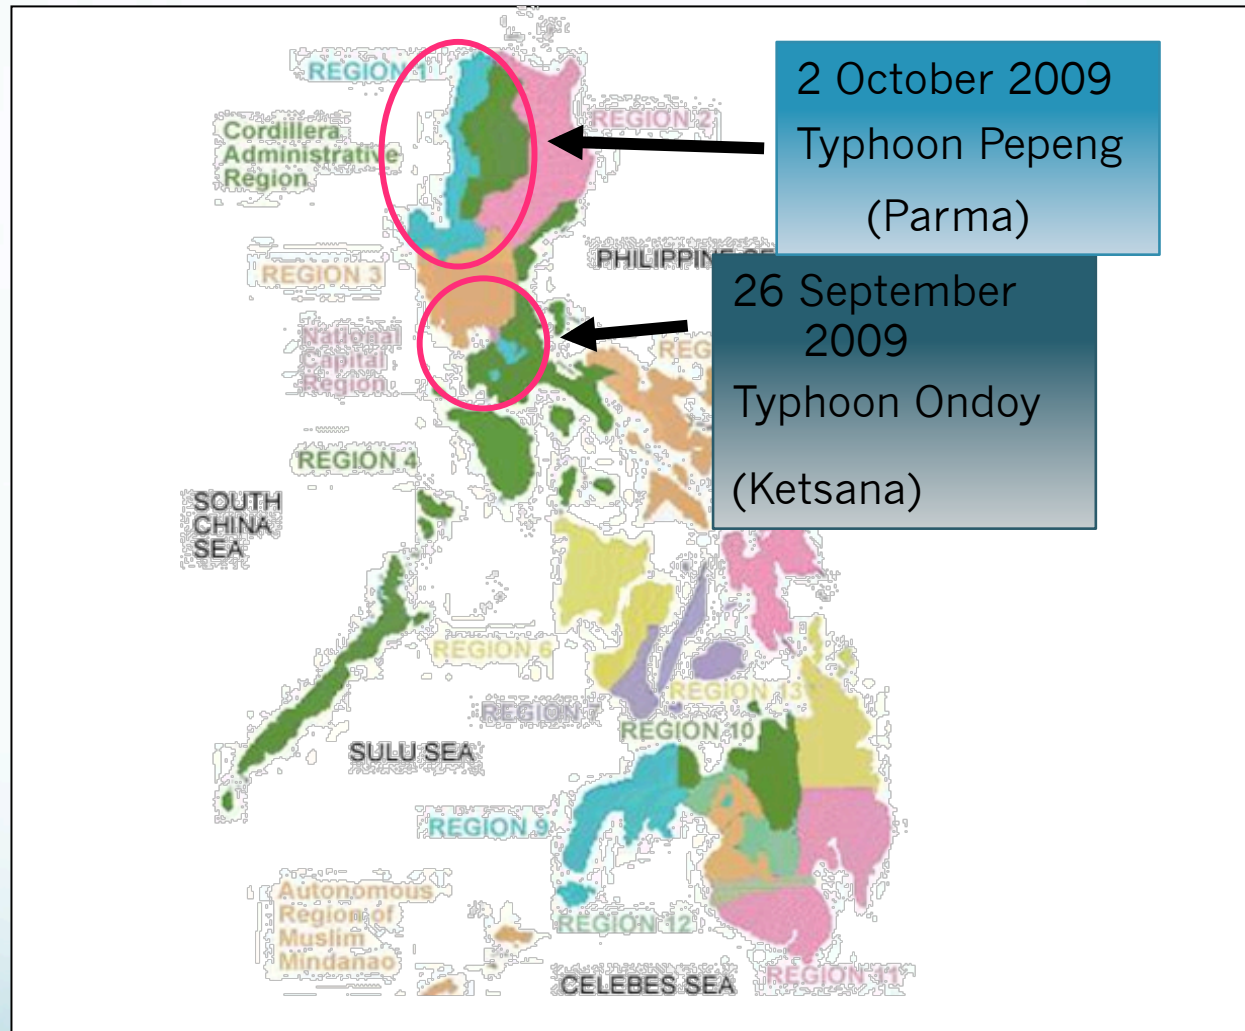 REGION 1
Cordillera
Administrative
Region
REGION 2
2 October 2009
Typhoon Pepeng
(Parma)
REGION 3
PHILIPPINE
26 September
2009
Typhoon Ondoy
(Ketsana)
National
Capital
Region
REGION 4
SOUTH
CHINA
SEA
REGION 6
REGION 7
REGION 13
REGION 10
SULU SEA
REGION 9
Autonomous
Region of
Muslim
Mindanao
REGION 12
REGION 11
CELEBES SEA